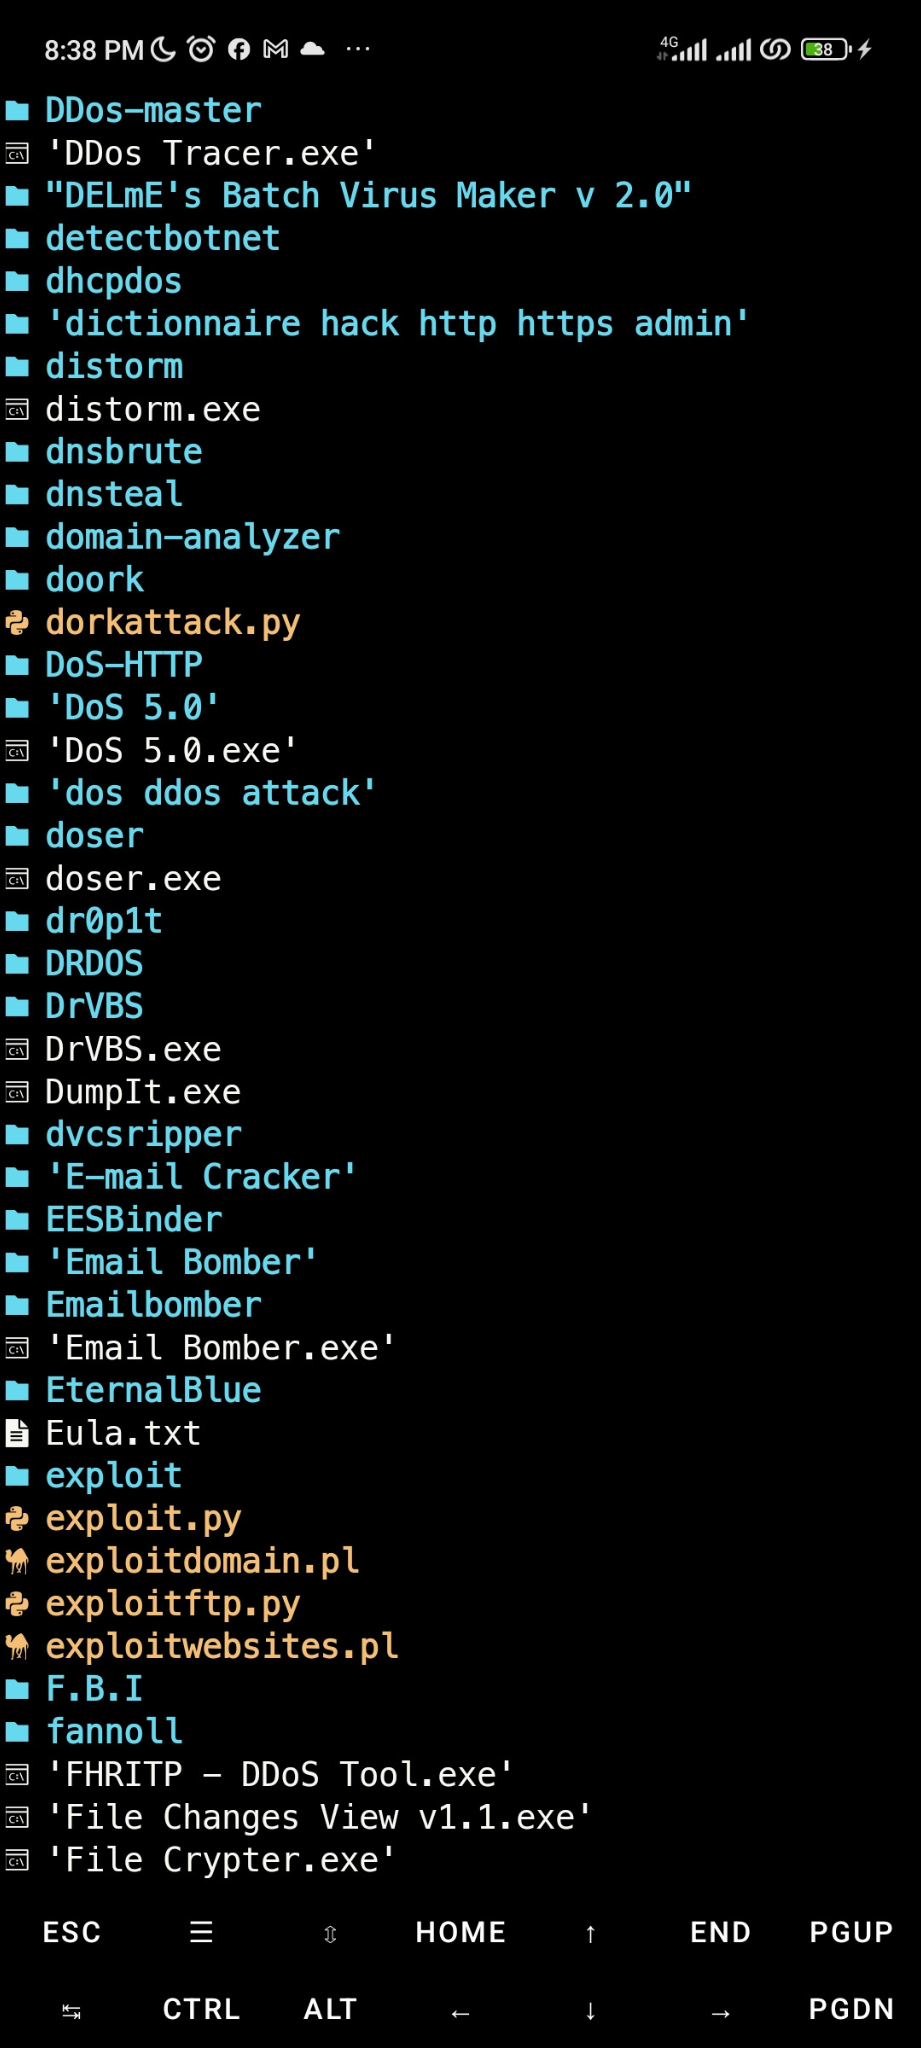 8:38 PM ... 4G 38
DDos-master
'DDos Tracer.exe'
"DELmE's Batch Virus Maker v 2.0"
detectbotnet
dhcpdos
'dictionnaire hack http https admin'
distorm
distorm.exe
dnsbrute
dnsteal
domain-analyzer
doork
dorkattack.py
DoS-HTTP
'DoS 5.0'
'DoS 5.0.exe'
'dos ddos attack'
doser
doser.exe
dr0p1t
DRDOS
DrVBS
DrVBS.exe
DumpIt.exe
dvcsripper
'E-mail Cracker'
EESBinder
'Email Bomber'
Emailbomber
'Email Bomber.exe'
EternalBlue
Eula.txt
exploit
exploit.py
exploitdomain.pl
exploitftp.py
exploitwebsites.pl
F.B.I
fannoll
'FHRITP - DDoS Tool.exe'
'File Changes View v1.1.exe'
'File Crypter.exe'
ESC ☰ ⇳ HOME ↑ END PGUP
↹ CTRL ALT ← ↓ → PGDN